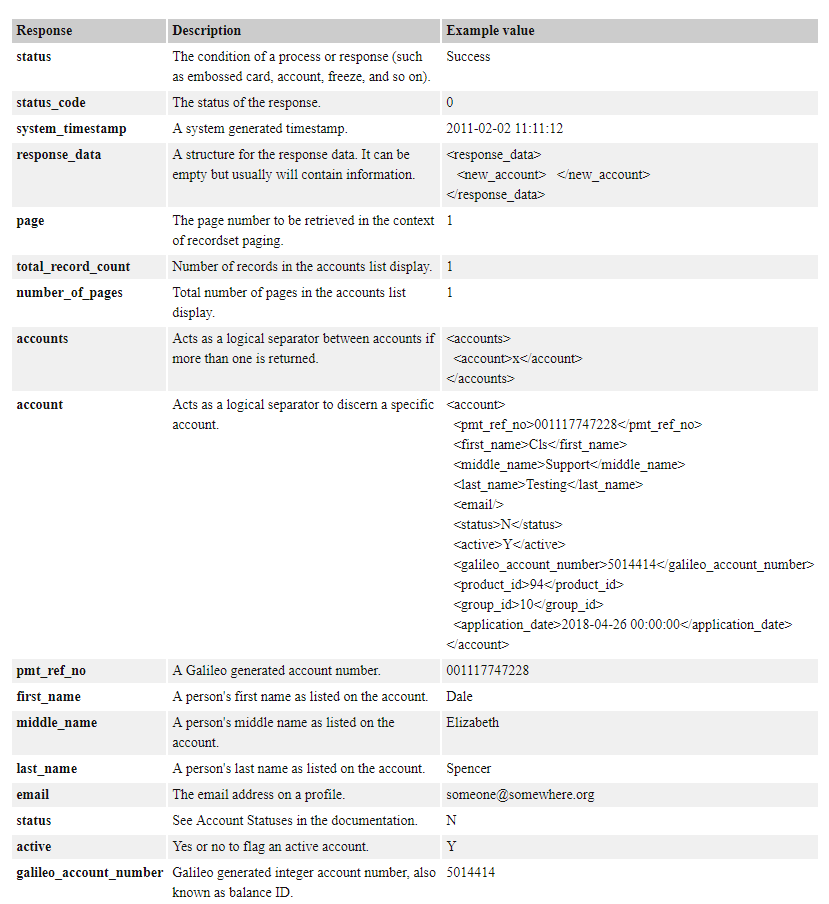 Response Description Example value
status The condition of a process or response (such Success
as embossed card, account, freeze, and so on).
status_code The status of the response. 0
system_timestamp A system generated timestamp. 2011-02-02 11:11:12
response_data A structure for the response data. It can be <response_data>
empty but usually will contain information. <new_account> </new_account>
</response_data>
page The page number to be retrieved in the context 1
of recordset paging.
total_record_count Number of records in the accounts list display. 1
number_of_pages Total number of pages in the accounts list 1
display.
accounts Acts as a logical separator between accounts if <accounts>
more than one is returned. <account>x</account>
</accounts>
account Acts as a logical separator to discern a specific <account>
account. <pmt_ref_no>001117747228</pmt_ref_no>
<first_name>Cls</first_name>
<middle_name>Support</middle_name>
<last_name>Testing</last_name>
<email/>
<status>N</status>
<active>Y</active>
<galileo_account_number>5014414</galileo_account_number>
<product_id>94</product_id>
<group_id>10</group_id>
<application_date>2018-04-26 00:00:00</application_date>
</account>
pmt_ref_no A Galileo generated account number. 001117747228
first_name A person's first name as listed on the account. Dale
middle_name A person's middle name as listed on the Elizabeth
account.
last_name A person's last name as listed on the account. Spencer
email The email address on a profile. someone@somewhere.org
status See Account Statuses in the documentation. N
active Yes or no to flag an active account. Y
galileo_account_number Galileo generated integer account number, also 5014414
known as balance ID.